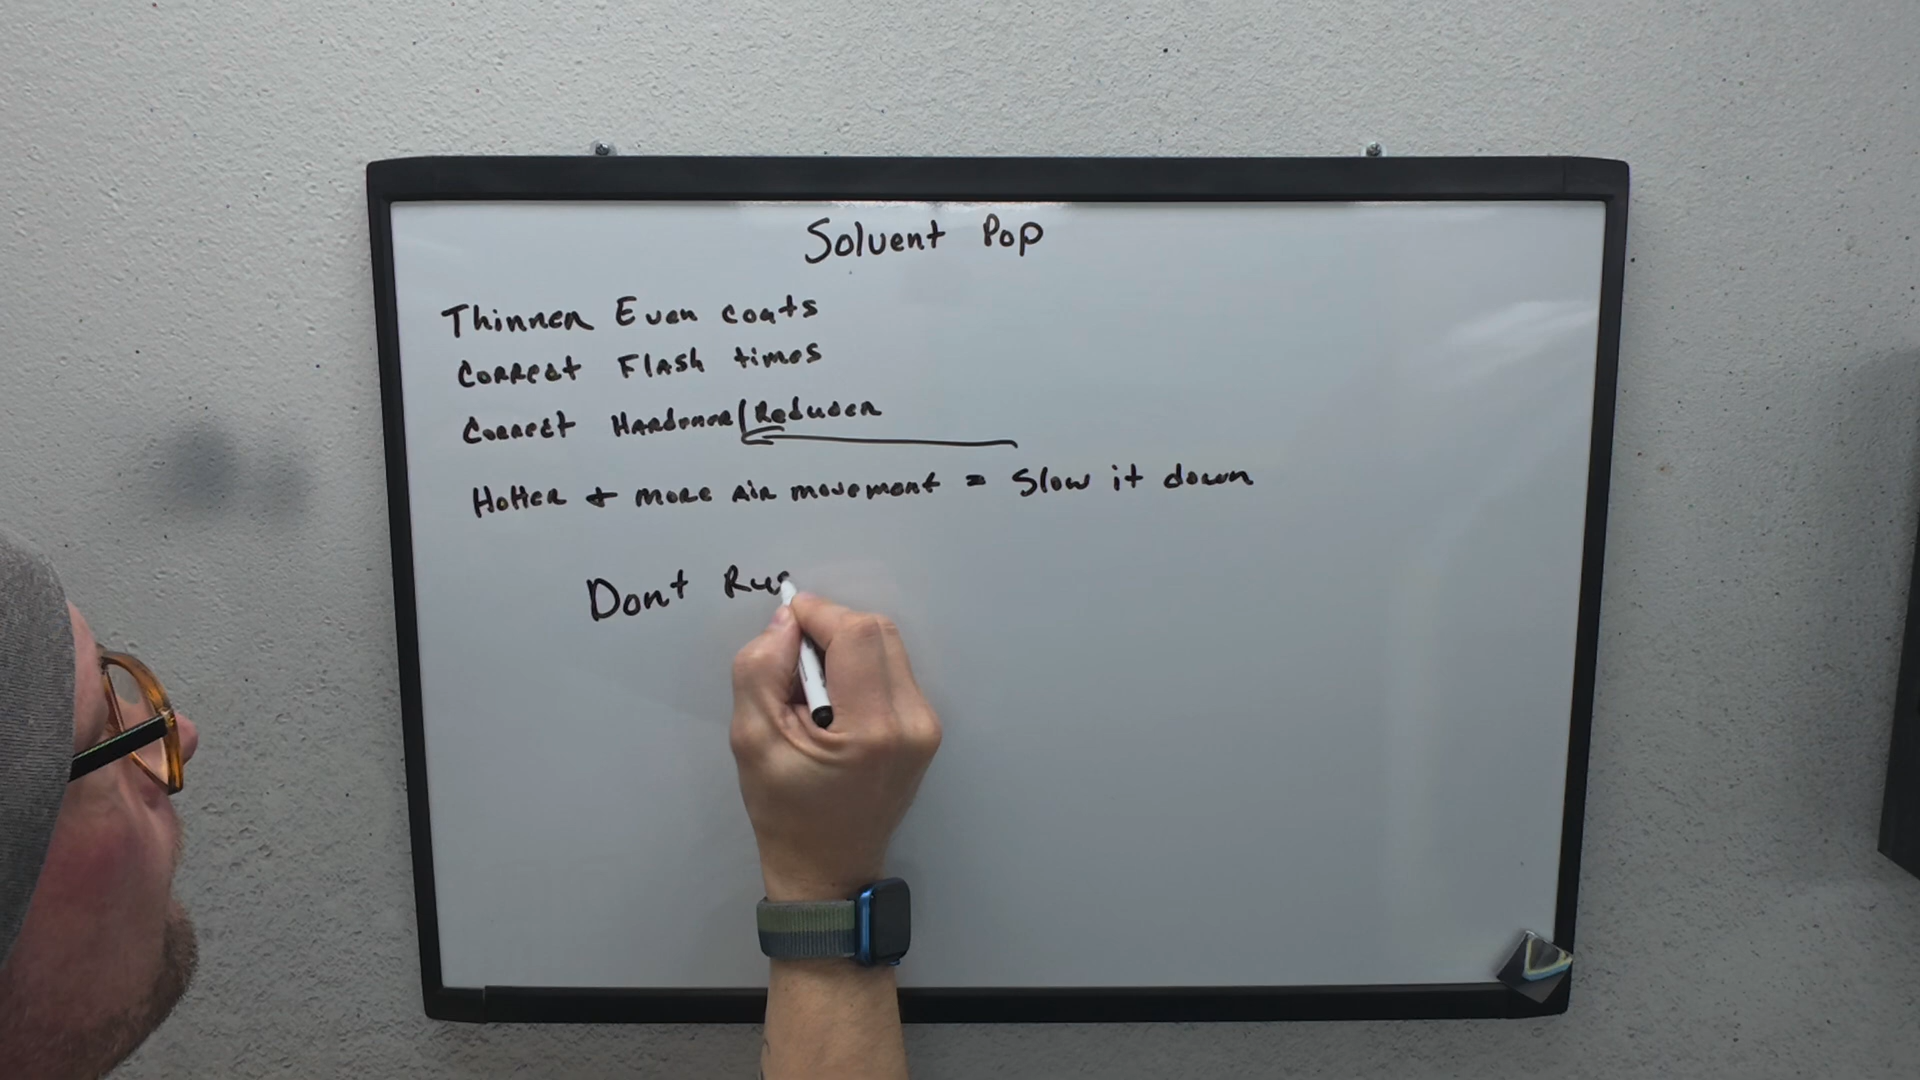 Solvent Pop
Thinner Even coats
Correct Flash times
Correct Hardener/Reducer
Hotter + more Air movement = Slow it down
Dont Rus